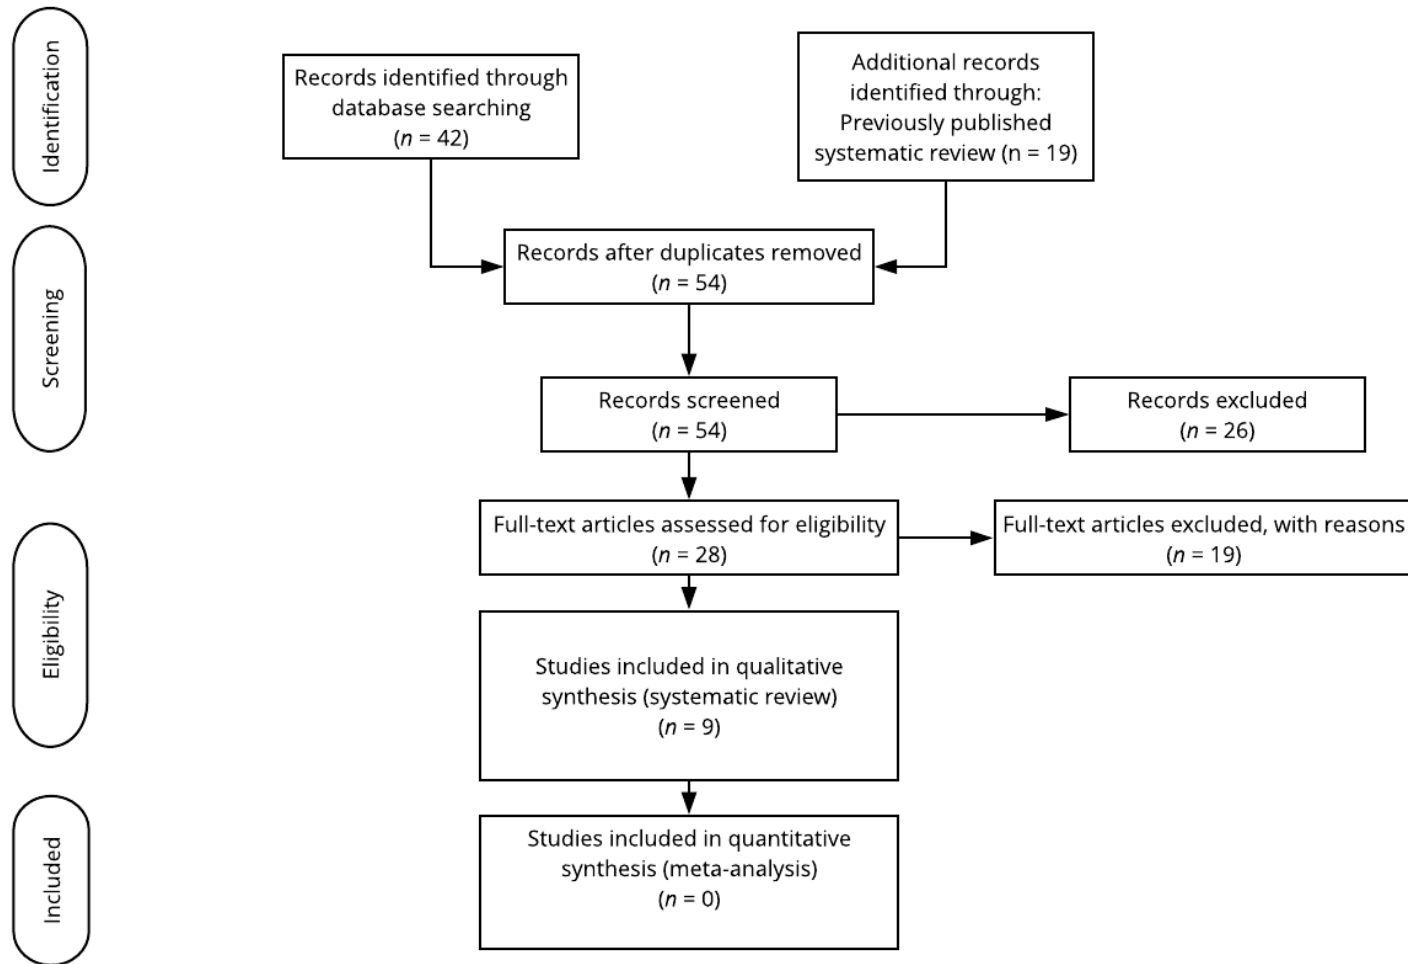 Identification
Records identified through
database searching
(n = 42)
Additional records
identified through:
Previously published
systematic review (n = 19)
Screening
Records after duplicates removed
(n = 54)
Records screened
(n = 54)
Records excluded
(n = 26)
Eligibility
Full-text articles assessed for eligibility
(n = 28)
Full-text articles excluded, with reasons
(n = 19)
Studies included in qualitative
synthesis (systematic review)
(n = 9)
Included
Studies included in quantitative
synthesis (meta-analysis)
(n = 0)